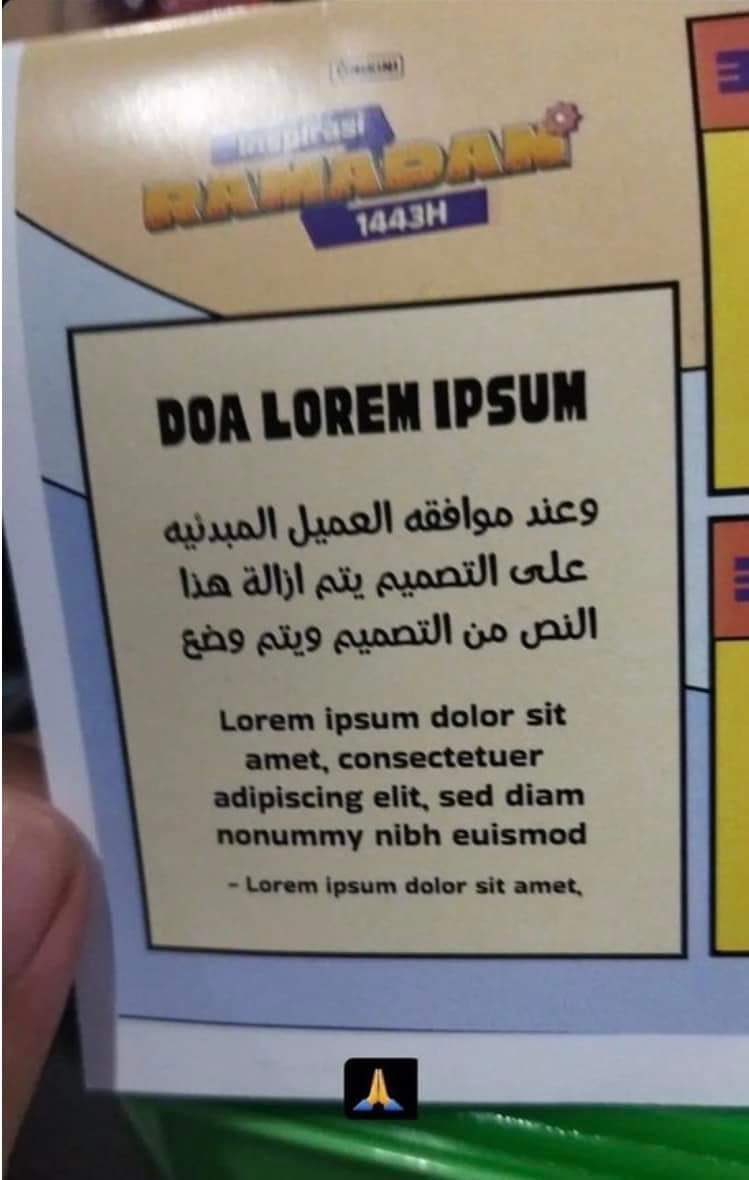 Inspirasi
RAMADAN
1443H
DOA LOREM IPSUM
وعند موافقه العميل المبدئيه
على التصميم يتم ازالة هذا
النص من التصميم ويتم وضع
Lorem ipsum dolor sit
amet, consectetuer
adipiscing elit, sed diam
nonummy nibh euismod
- Lorem ipsum dolor sit amet,